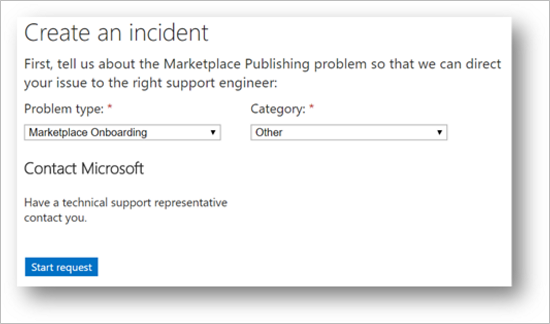 Create an incident
First, tell us about the Marketplace Publishing problem so that we can direct
your issue to the right support engineer:
Problem type: * Category: *
Marketplace Onboarding Other
Contact Microsoft
Have a technical support representative
contact you.
Start request